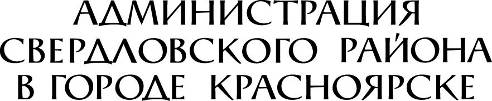 АДМИНИСТРАЦИЯ
СВЕРДЛОВСКОГО РАЙОНА
В ГОРОДЕ КРАСНОЯРСКЕ